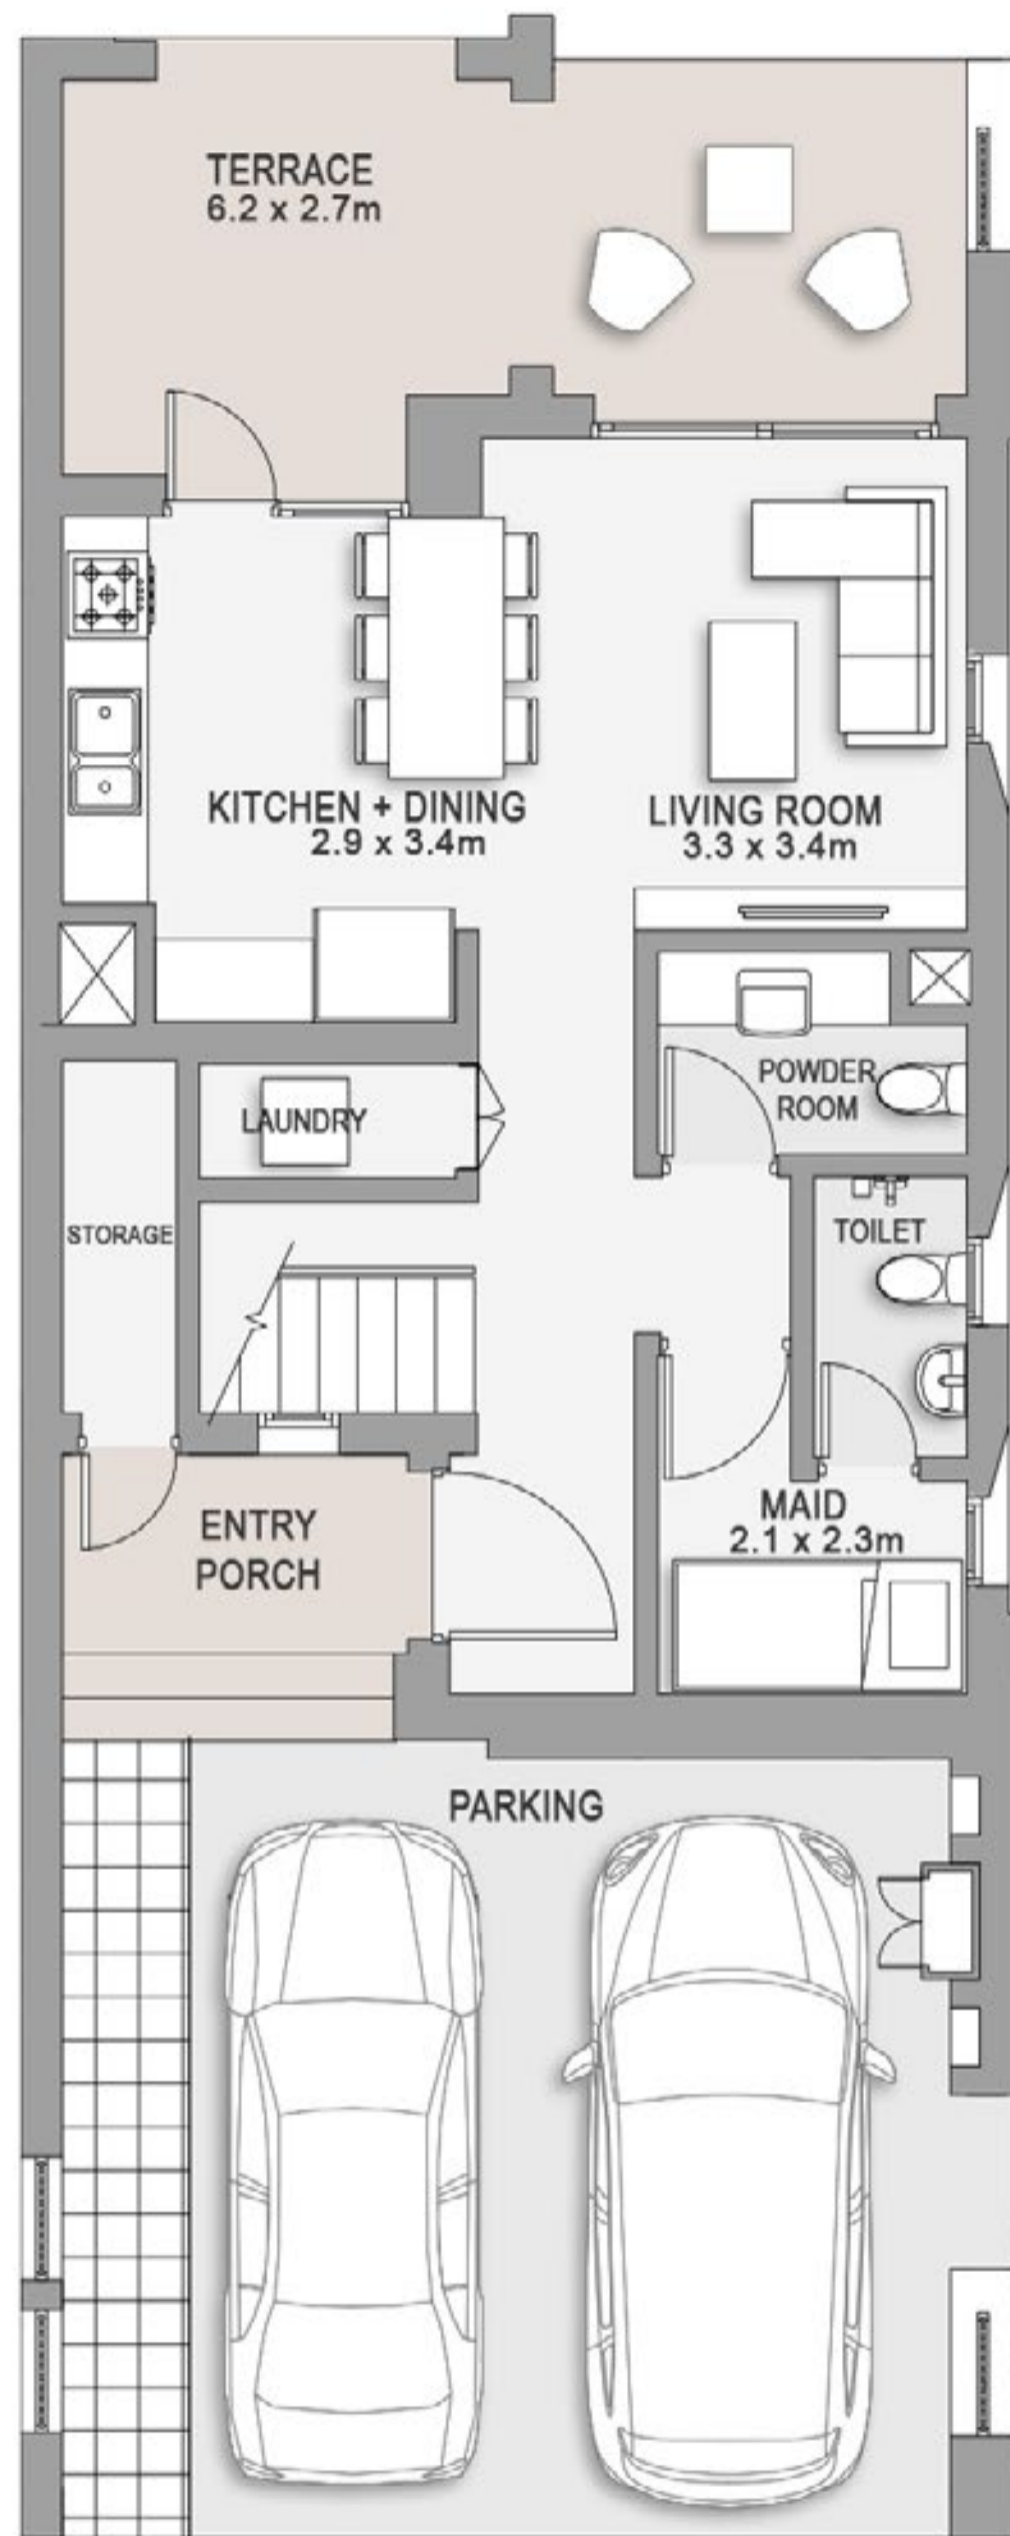 TERRACE
6.2 x 2.7m
KITCHEN + DINING
2.9 x 3.4m
LIVING ROOM
3.3 x 3.4m
POWDER
ROOM
LAUNDRY
STORAGE
TOILET
ENTRY
PORCH
MAID
2.1 x 2.3m
PARKING